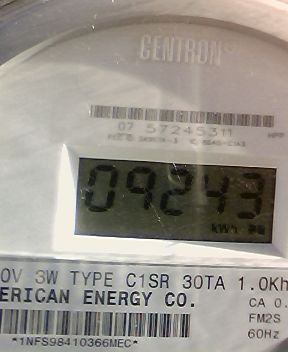 CENTRON
07 57245311
09243
kWh
0V 3W TYPE C1SR 30TA 1.0Kh
ERICAN ENERGY CO.
CA 0.
FM2S
60Hz
*1NFS98410366MEC*